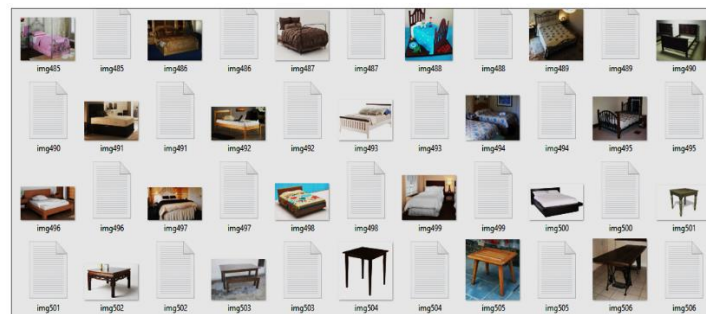 img485 img485 img486 img486 img487 img487 img488 img488 img489 img489 img490
img490 img491 img491 img492 img492 img493 img493 img494 img494 img495 img495
img496 img496 img497 img497 img498 img498 img499 img499 img500 img500 img501
img501 img502 img502 img503 img503 img504 img504 img505 img505 img506 img506